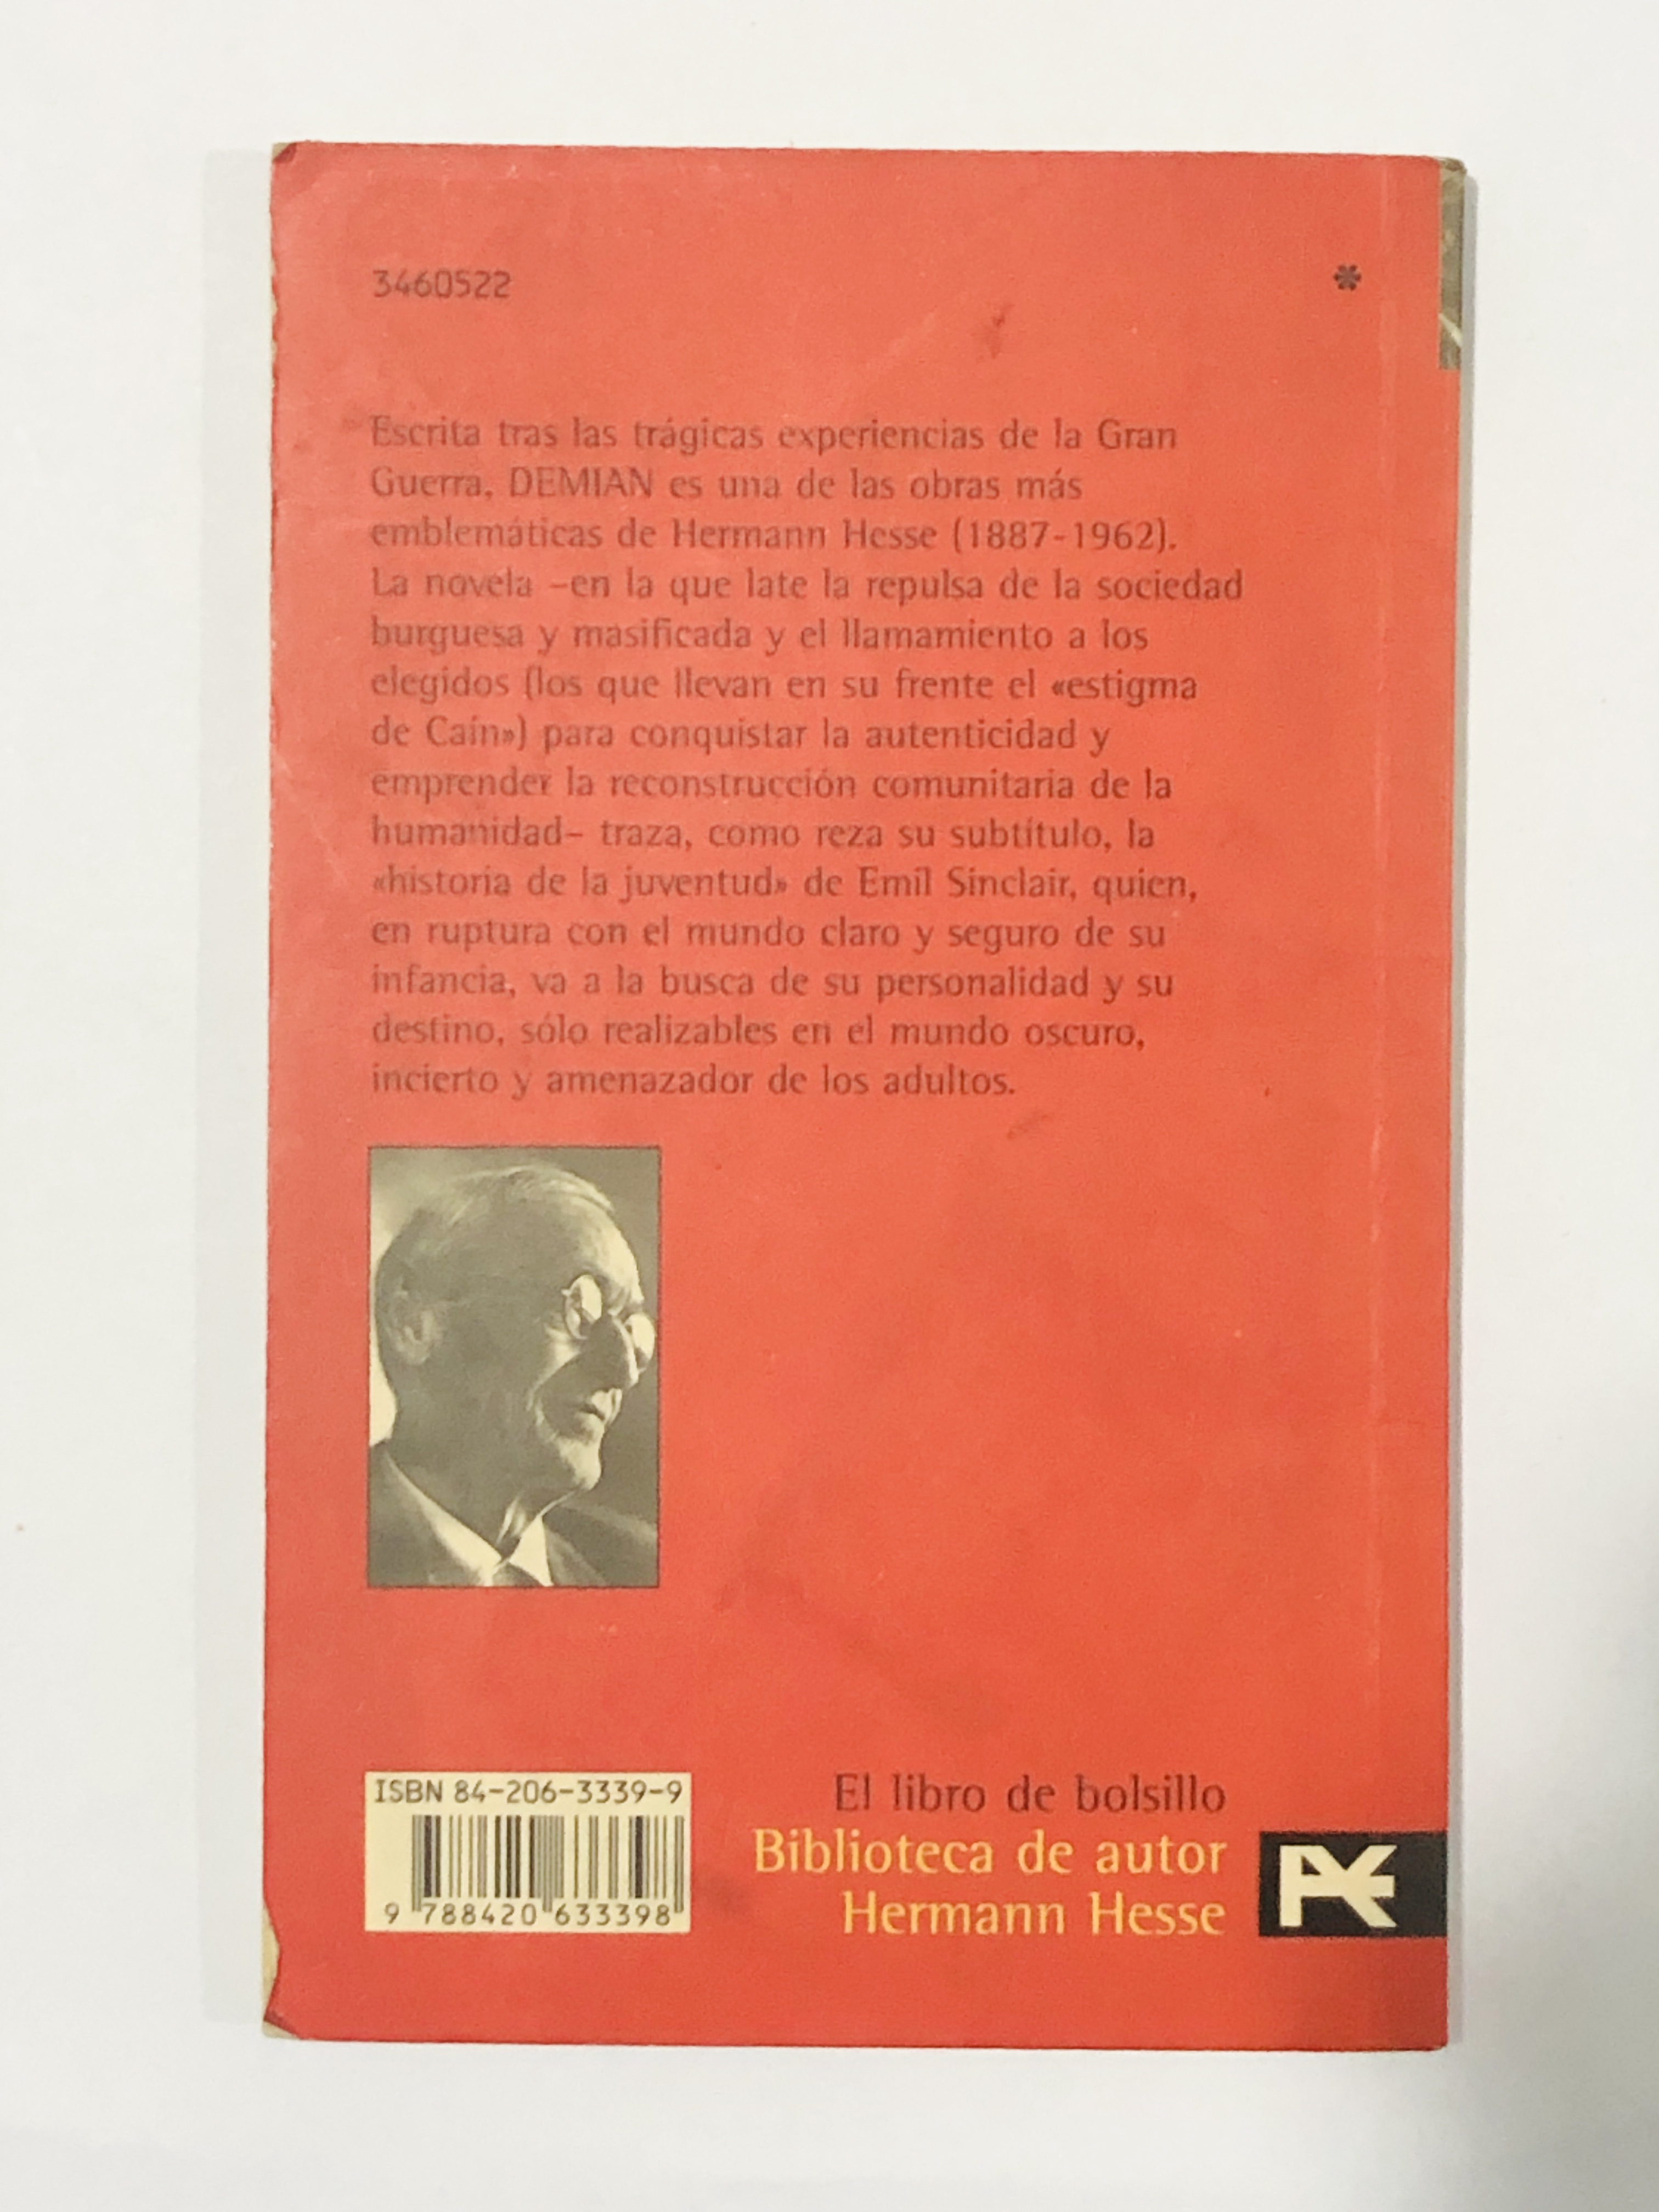 3460522
*
Escrita tras las trágicas experiencias de la Gran
Guerra, DEMIAN es una de las obras más
emblemáticas de Hermann Hesse (1887-1962).
La novela –en la que late la repulsa de la sociedad
burguesa y masificada y el llamamiento a los
elegidos (los que llevan en su frente el «estigma
de Caín») para conquistar la autenticidad y
emprender la reconstrucción comunitaria de la
humanidad– traza, como reza su subtítulo, la
«historia de la juventud» de Emil Sinclair, quien,
en ruptura con el mundo claro y seguro de su
infancia, va a la busca de su personalidad y su
destino, sólo realizables en el mundo oscuro,
incierto y amenazador de los adultos.
ISBN 84-206-3339-9
9 788420 633398
El libro de bolsillo
Biblioteca de autor
Hermann Hesse